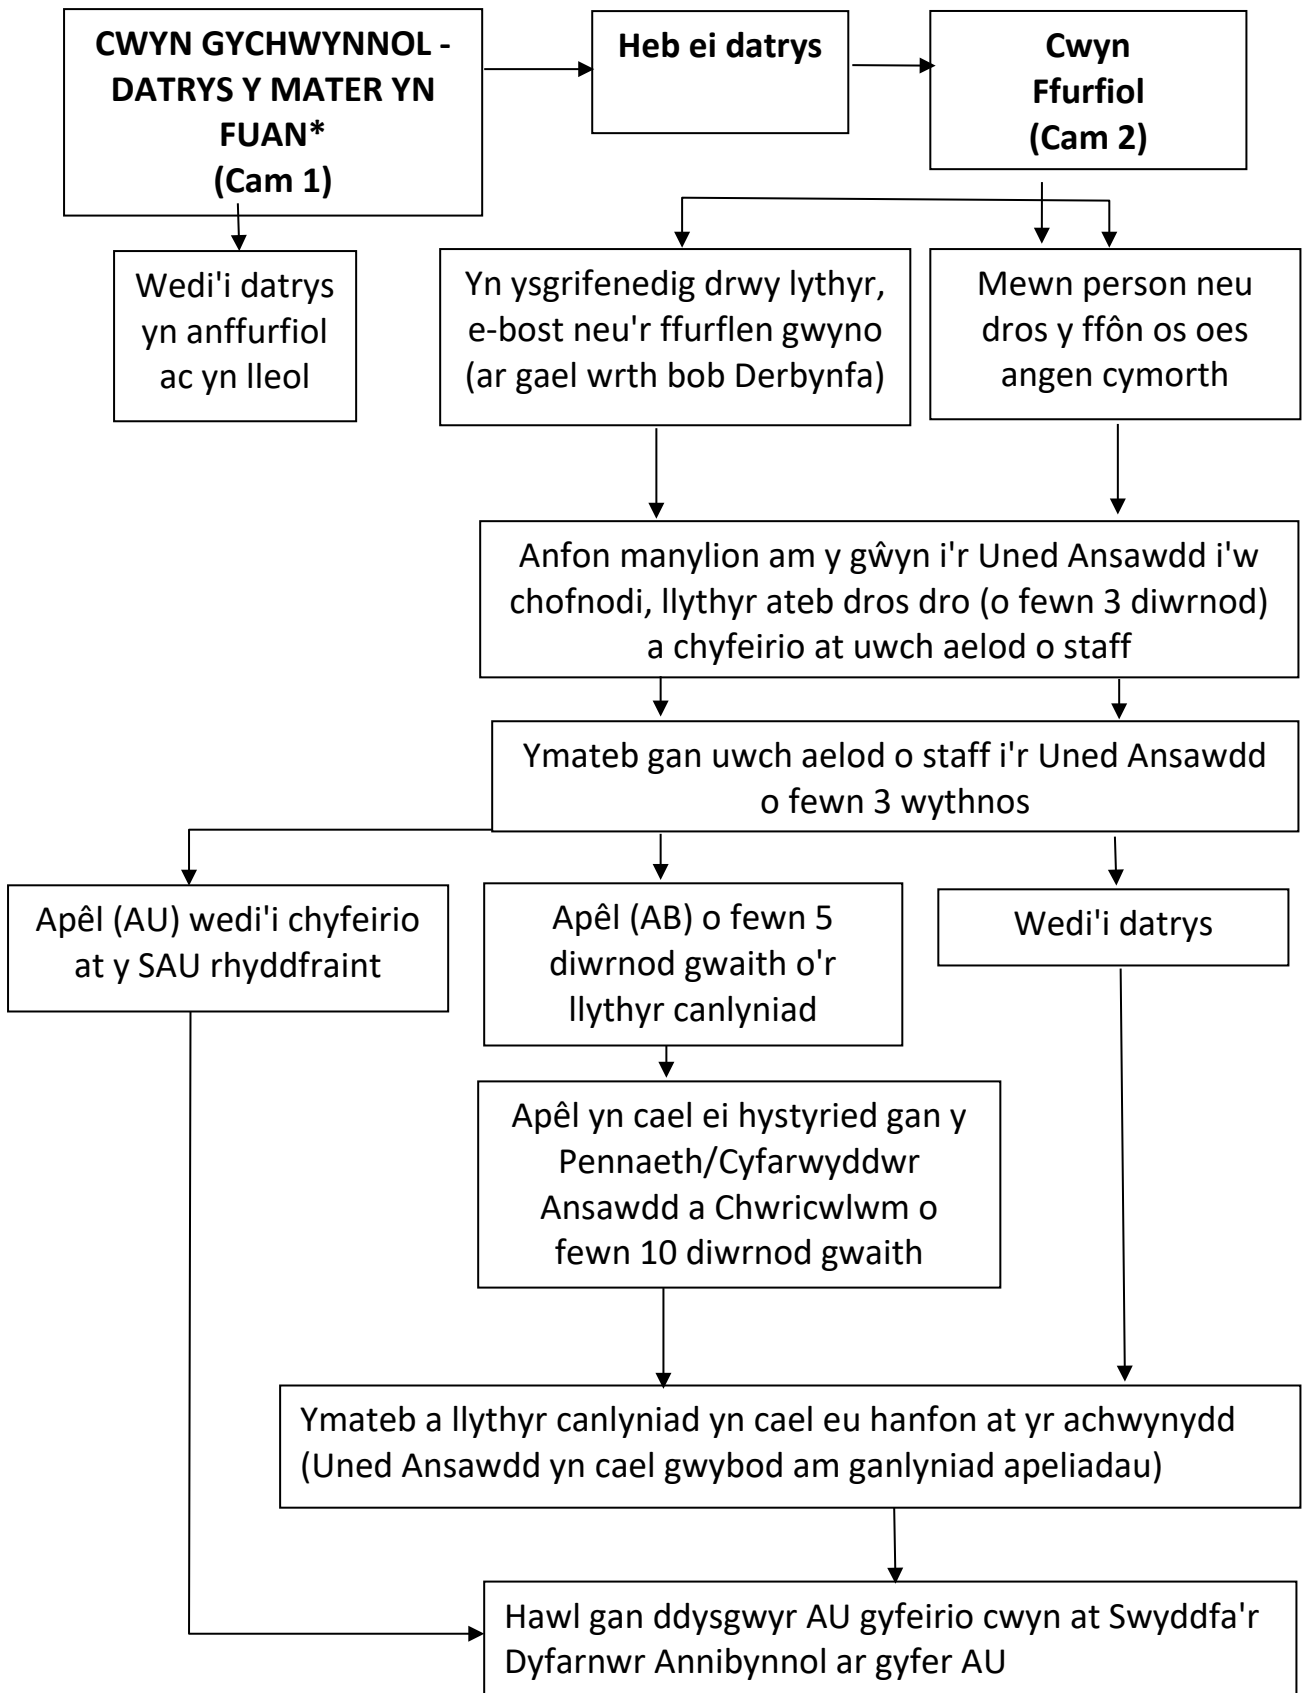 CWYN GYCHWYNNOL -
DATRYS Y MATER YN
FUAN*
(Cam 1)
Heb ei datrys
Cwyn
Ffurfiol
(Cam 2)
Wedi'i datrys
yn anffurfiol
ac yn lleol
Yn ysgrifenedig drwy lythyr,
e-bost neu'r ffurflen gwyno
(ar gael wrth bob Derbynfa)
Mewn person neu
dros y ffôn os oes
angen cymorth
Anfon manylion am y gŵyn i'r Uned Ansawdd i'w
chofnodi, llythyr ateb dros dro (o fewn 3 diwrnod)
a chyfeirio at uwch aelod o staff
Ymateb gan uwch aelod o staff i'r Uned Ansawdd
o fewn 3 wythnos
Apêl (AU) wedi'i chyfeirio
at y SAU rhyddfraint
Apêl (AB) o fewn 5
diwrnod gwaith o'r
llythyr canlyniad
Wedi'i datrys
Apêl yn cael ei hystyried gan y
Pennaeth/Cyfarwyddwr
Ansawdd a Chwricwlwm o
fewn 10 diwrnod gwaith
Ymateb a llythyr canlyniad yn cael eu hanfon at yr achwynydd
(Uned Ansawdd yn cael gwybod am ganlyniad apeliadau)
Hawl gan ddysgwyr AU gyfeirio cwyn at Swyddfa'r
Dyfarnwr Annibynnol ar gyfer AU